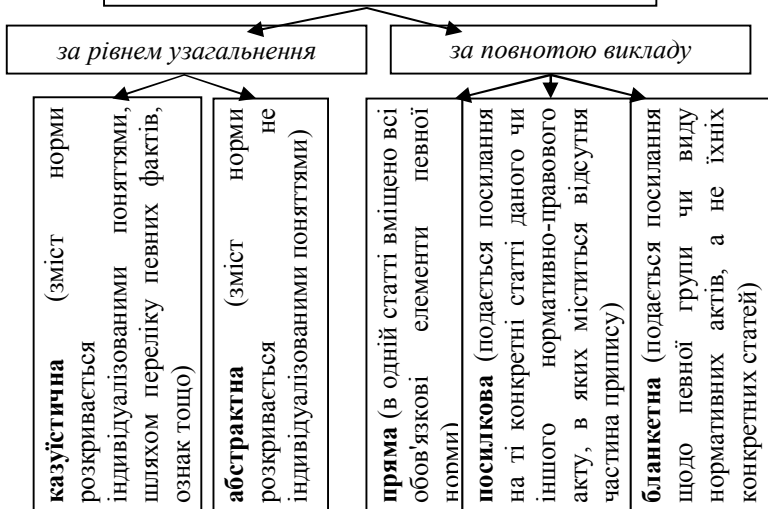 за рівнем узагальнення
за повнотою викладу
казуїстична (зміст норми
розкривається
індивідуалізованими поняттями,
шляхом переліку певних фактів,
ознак тощо)
абстрактна (зміст норми
розкривається не
індивідуалізованими поняттями)
пряма (в одній статті вміщено всі
обов'язкові елементи певної
норми)
посилкова (подається посилання
на ті конкретні статті даного чи
іншого нормативно-правового
акту, в яких міститься відсутня
частина припису)
бланкетна (подається посилання
щодо певної групи чи виду
нормативних актів, а не їхніх
конкретних статей)